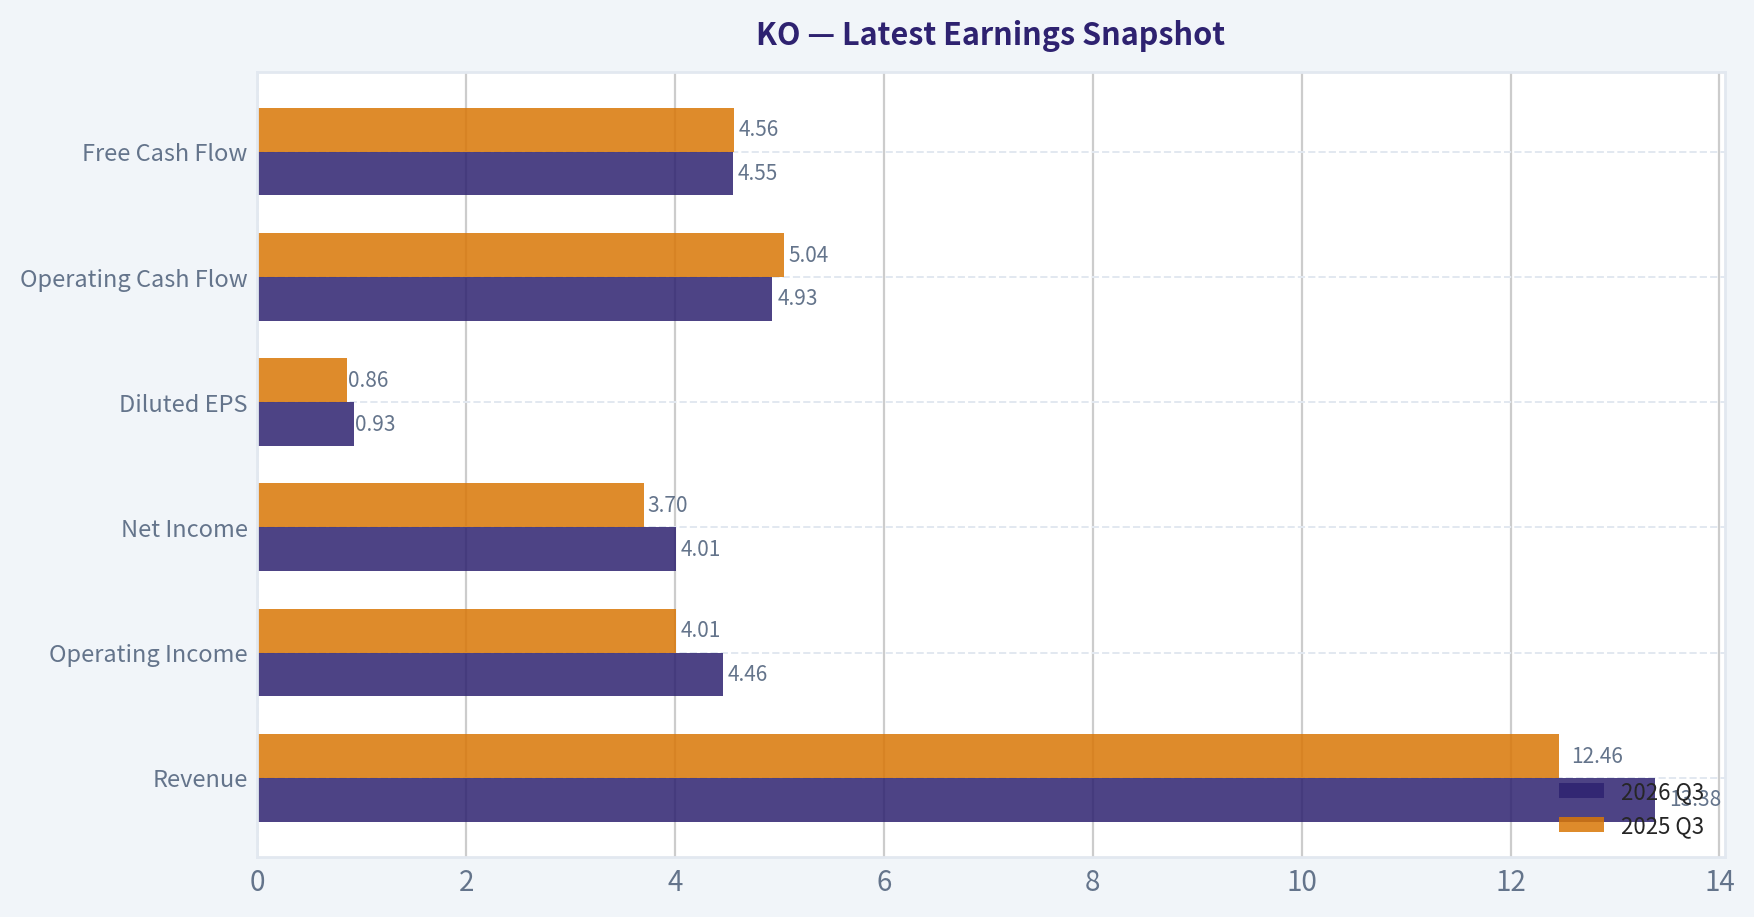 KO — Latest Earnings Snapshot
Free Cash Flow
4.56
4.55
Operating Cash Flow
5.04
4.93
Diluted EPS
0.86
0.93
Net Income
3.70
4.01
Operating Income
4.01
4.46
Revenue
12.46
13.38
2026 Q3
2025 Q3
0 2 4 6 8 10 12 14